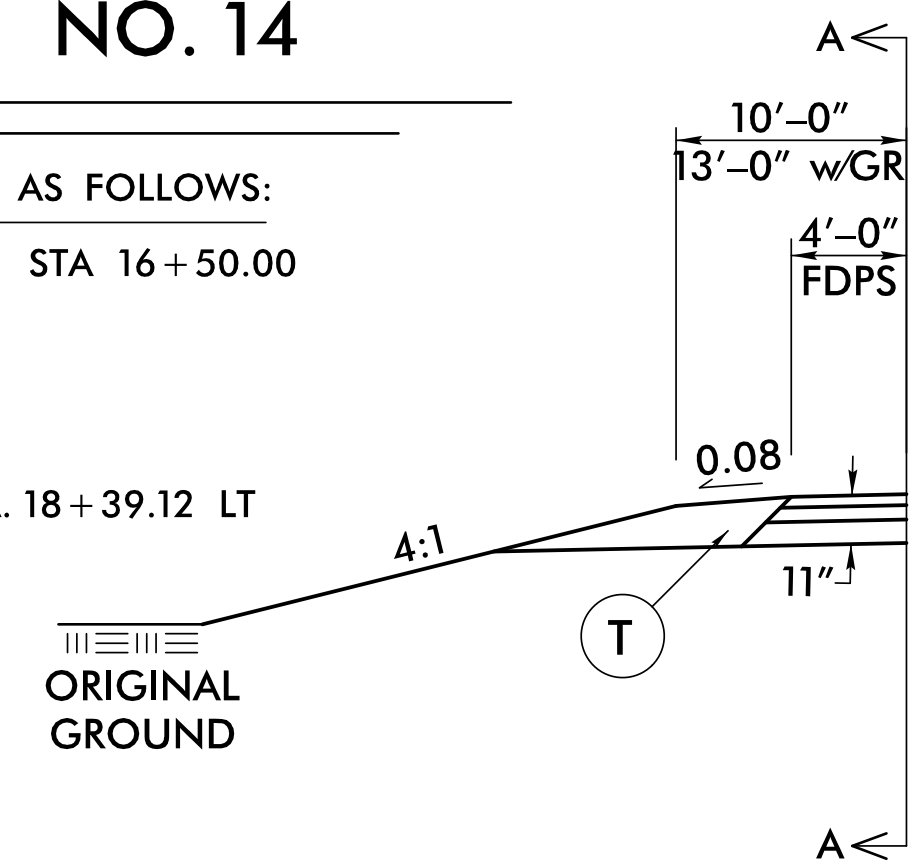 NO. 14
A
10'–0"
13'–0" w/GR
AS FOLLOWS:
4'–0"
FDPS
STA 16+50.00
0.08
18+39.12 LT
4:1
11"
T
ORIGINAL
GROUND
A